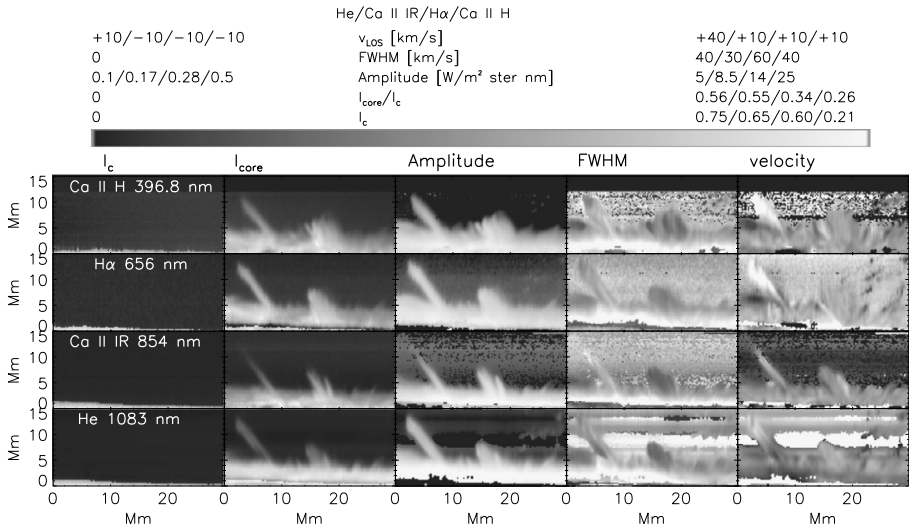 He/Ca II IR/Hα/Ca II H
+10/−10/−10/−10 v_LOS [km/s] +40/+10/+10/+10
0 FWHM [km/s] 40/30/60/40
0.1/0.17/0.28/0.5 Amplitude [W/m² ster nm] 5/8.5/14/25
0 I_core/I_c 0.56/0.55/0.34/0.26
0 I_c 0.75/0.65/0.60/0.21
I_c I_core Amplitude FWHM velocity
15
Ca II H 396.8 nm
10
Mm
5
0
15
Hα 656 nm
10
Mm
5
0
15
Ca II IR 854 nm
10
Mm
5
0
15
He 1083 nm
10
Mm
5
0
0 10 20 0 10 20 0 10 20 0 10 20 0 10 20
Mm Mm Mm Mm Mm